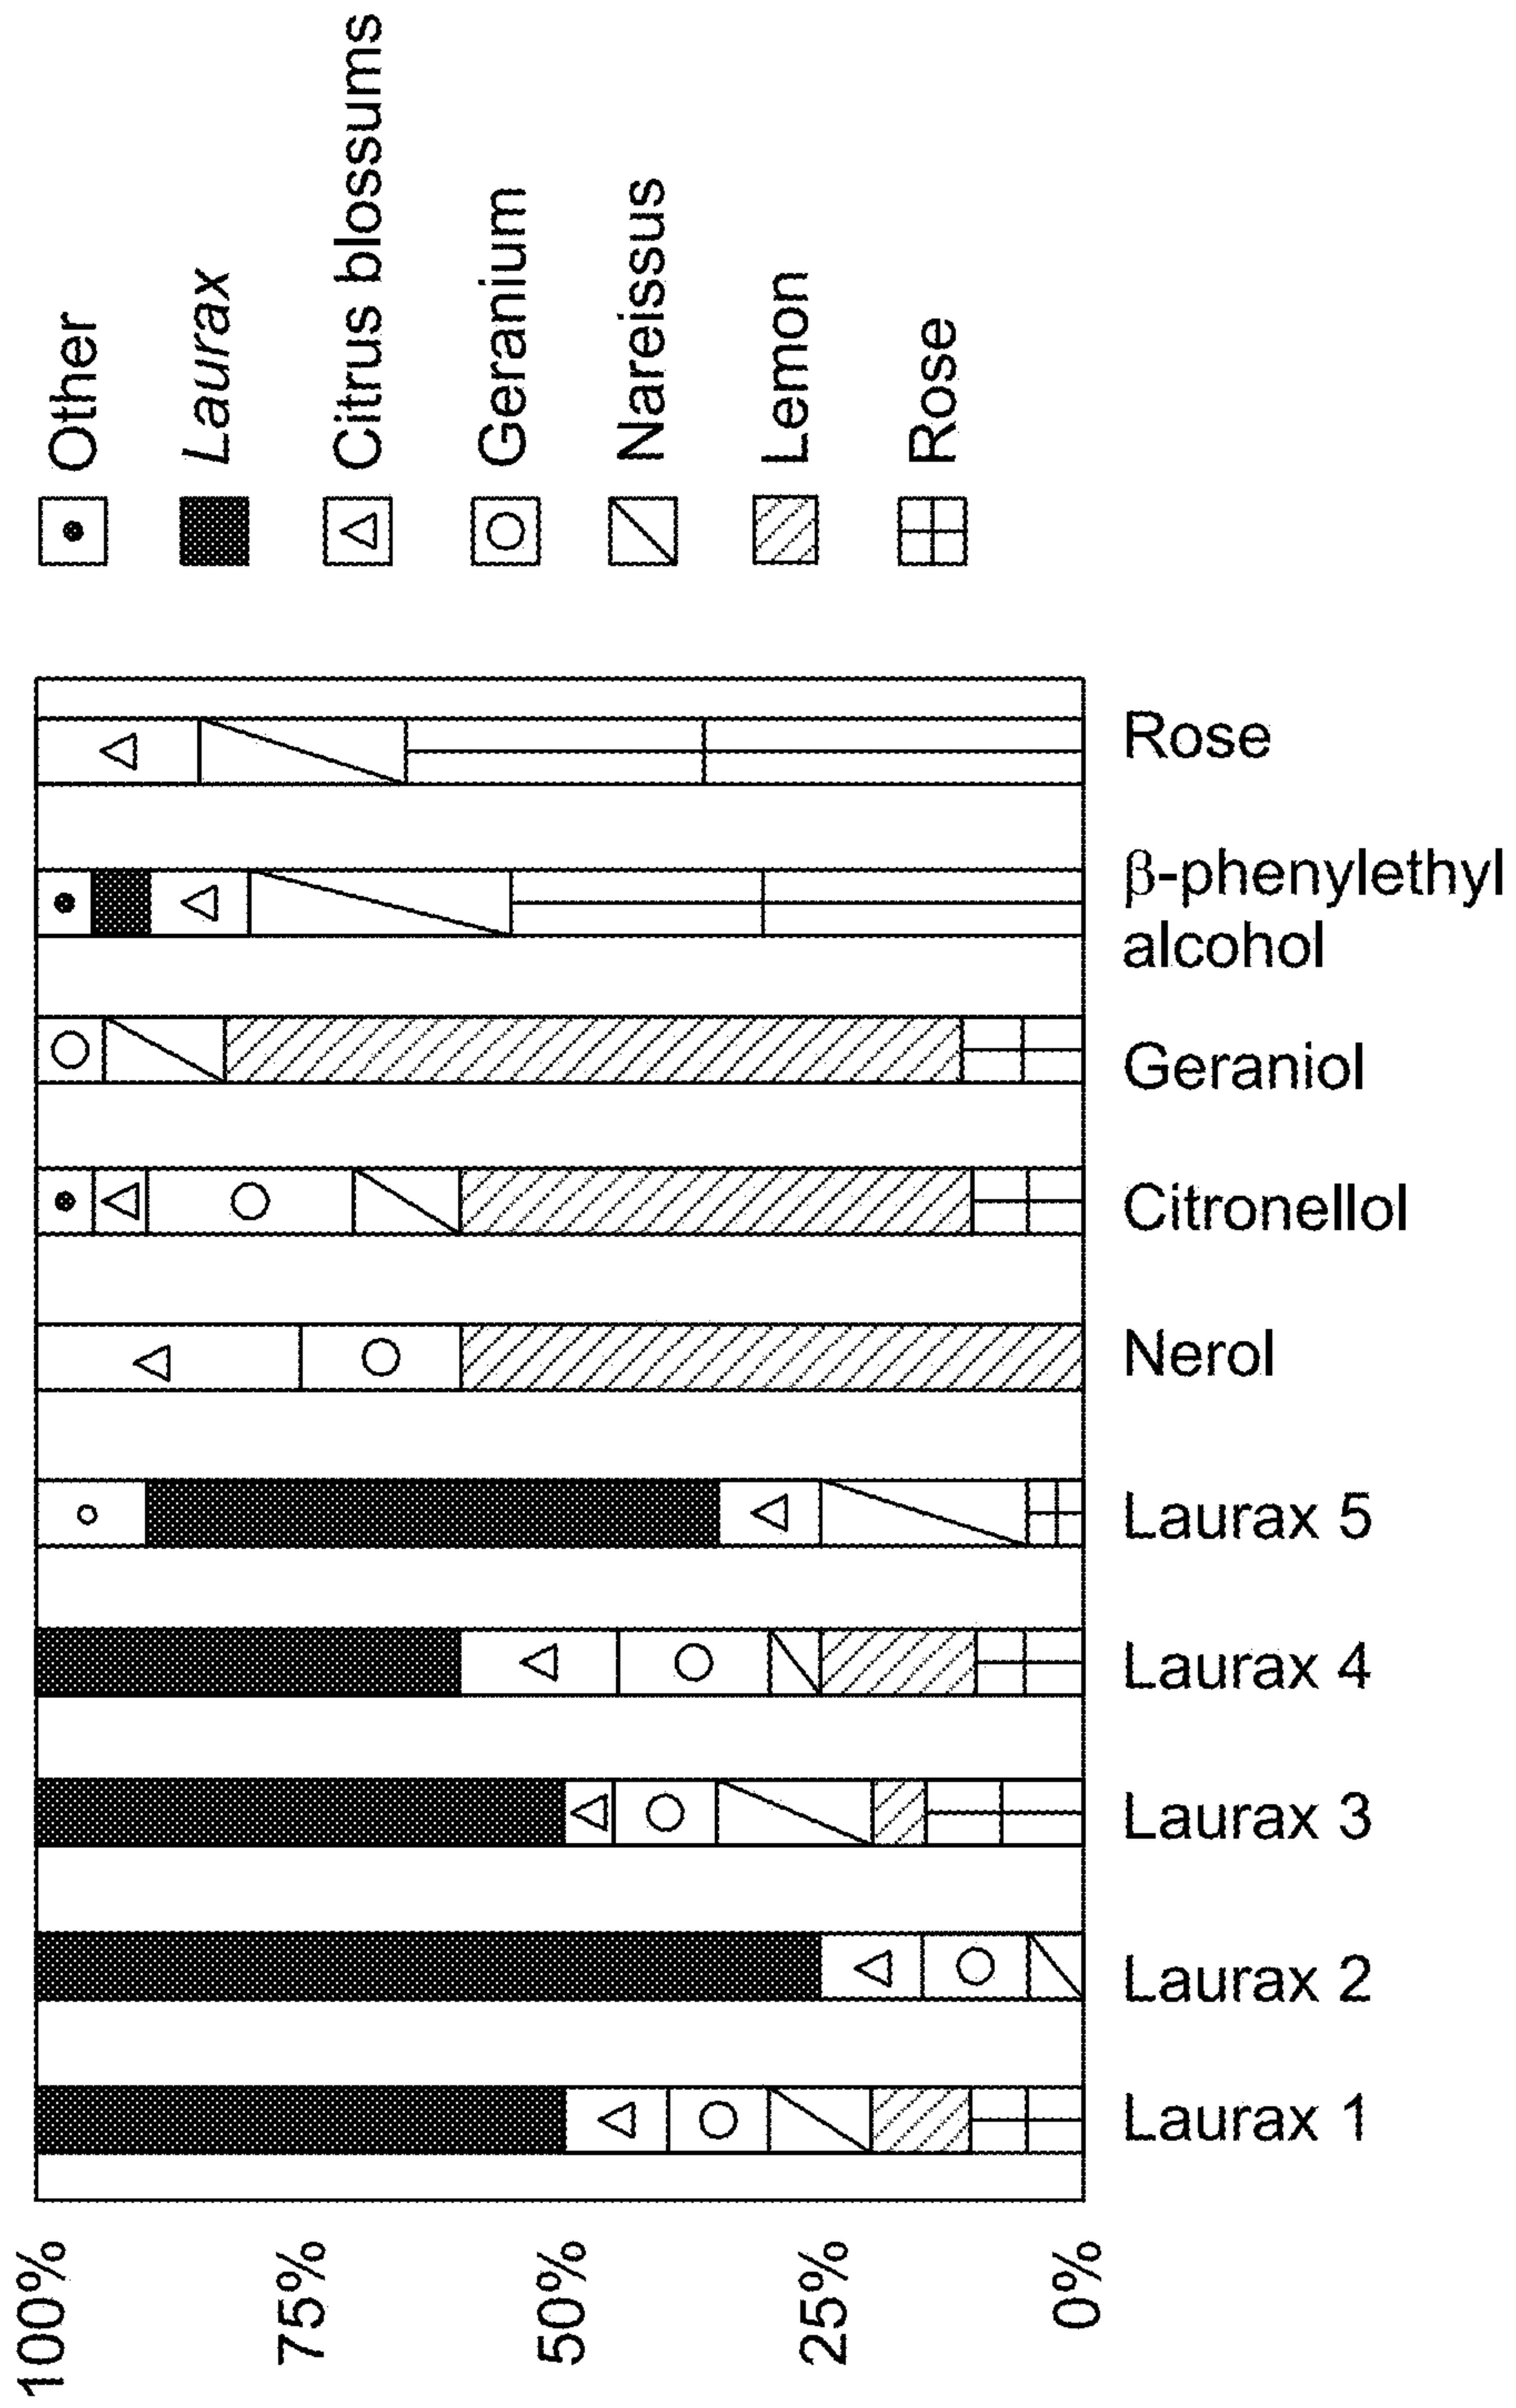 Other
Laurax
Citrus blossums
Geranium
Nareissus
Lemon
Rose
100%
75%
50%
25%
0%
Laurax 1
Laurax 2
Laurax 3
Laurax 4
Laurax 5
Nerol
Citronellol
Geraniol
β-phenylethyl
alcohol
Rose